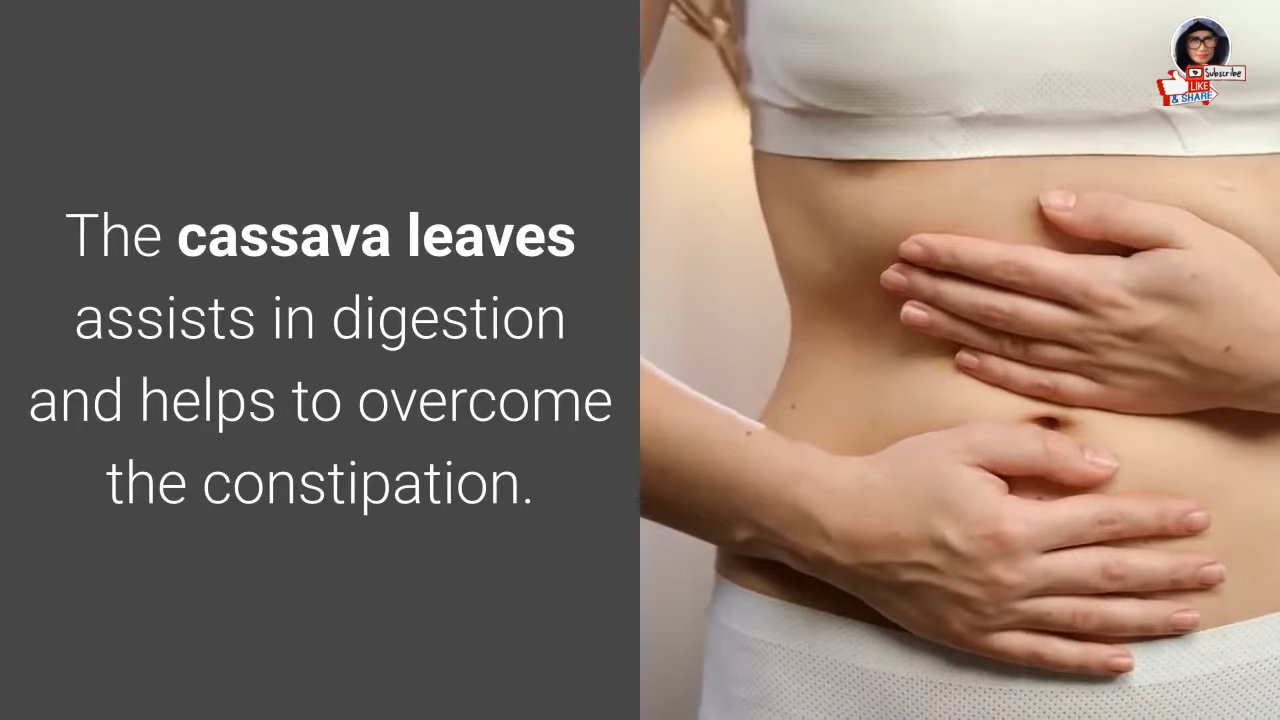 The cassava leaves
assists in digestion
and helps to overcome
the constipation.
Subscribe
LIKE
& SHARE